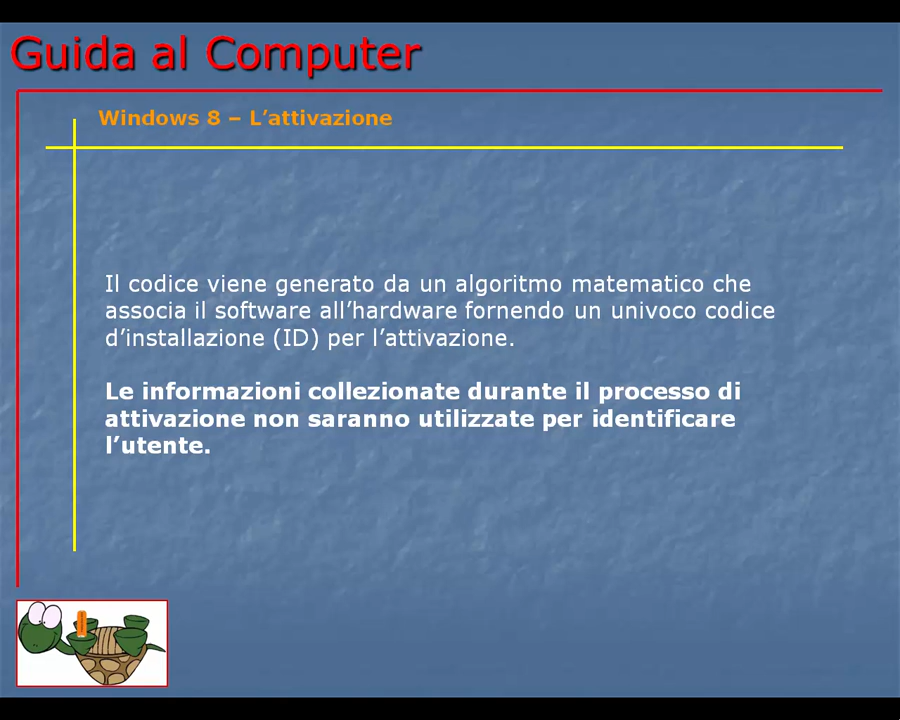 Guida al Computer
Windows 8 – L’attivazione
Il codice viene generato da un algoritmo matematico che
associa il software all’hardware fornendo un univoco codice
d’installazione (ID) per l’attivazione.
Le informazioni collezionate durante il processo di
attivazione non saranno utilizzate per identificare
l’utente.